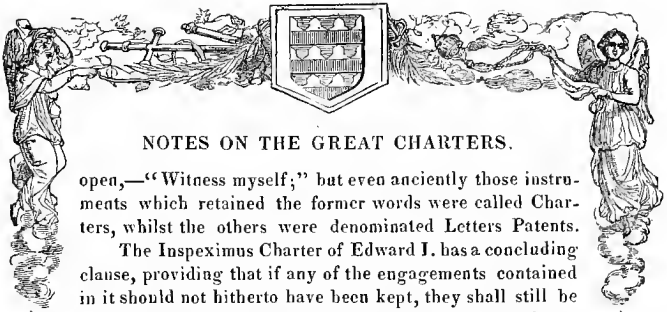 NOTES ON THE GREAT CHARTERS.
open,—“Witness myself;” but even anciently those instru-
ments which retained the former words were called Char-
ters, whilst the others were denominated Letters Patents.
The Inspeximus Charter of Edward I. has a concluding
clause, providing that if any of the engagements contained
in it should not hitherto have been kept, they shall still be